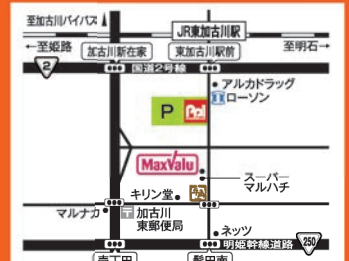 至加古川バイパス
JR東加古川駅
←至姫路
加古川新在家
東加古川駅前
至明石→
2
国道2号線
アルカドラッグ
ローソン
P
MaxValu
スーパー
マルハチ
キリン堂
マルナカ
〒加古川
東郵便局
ネッツ
明姫幹線道路
250